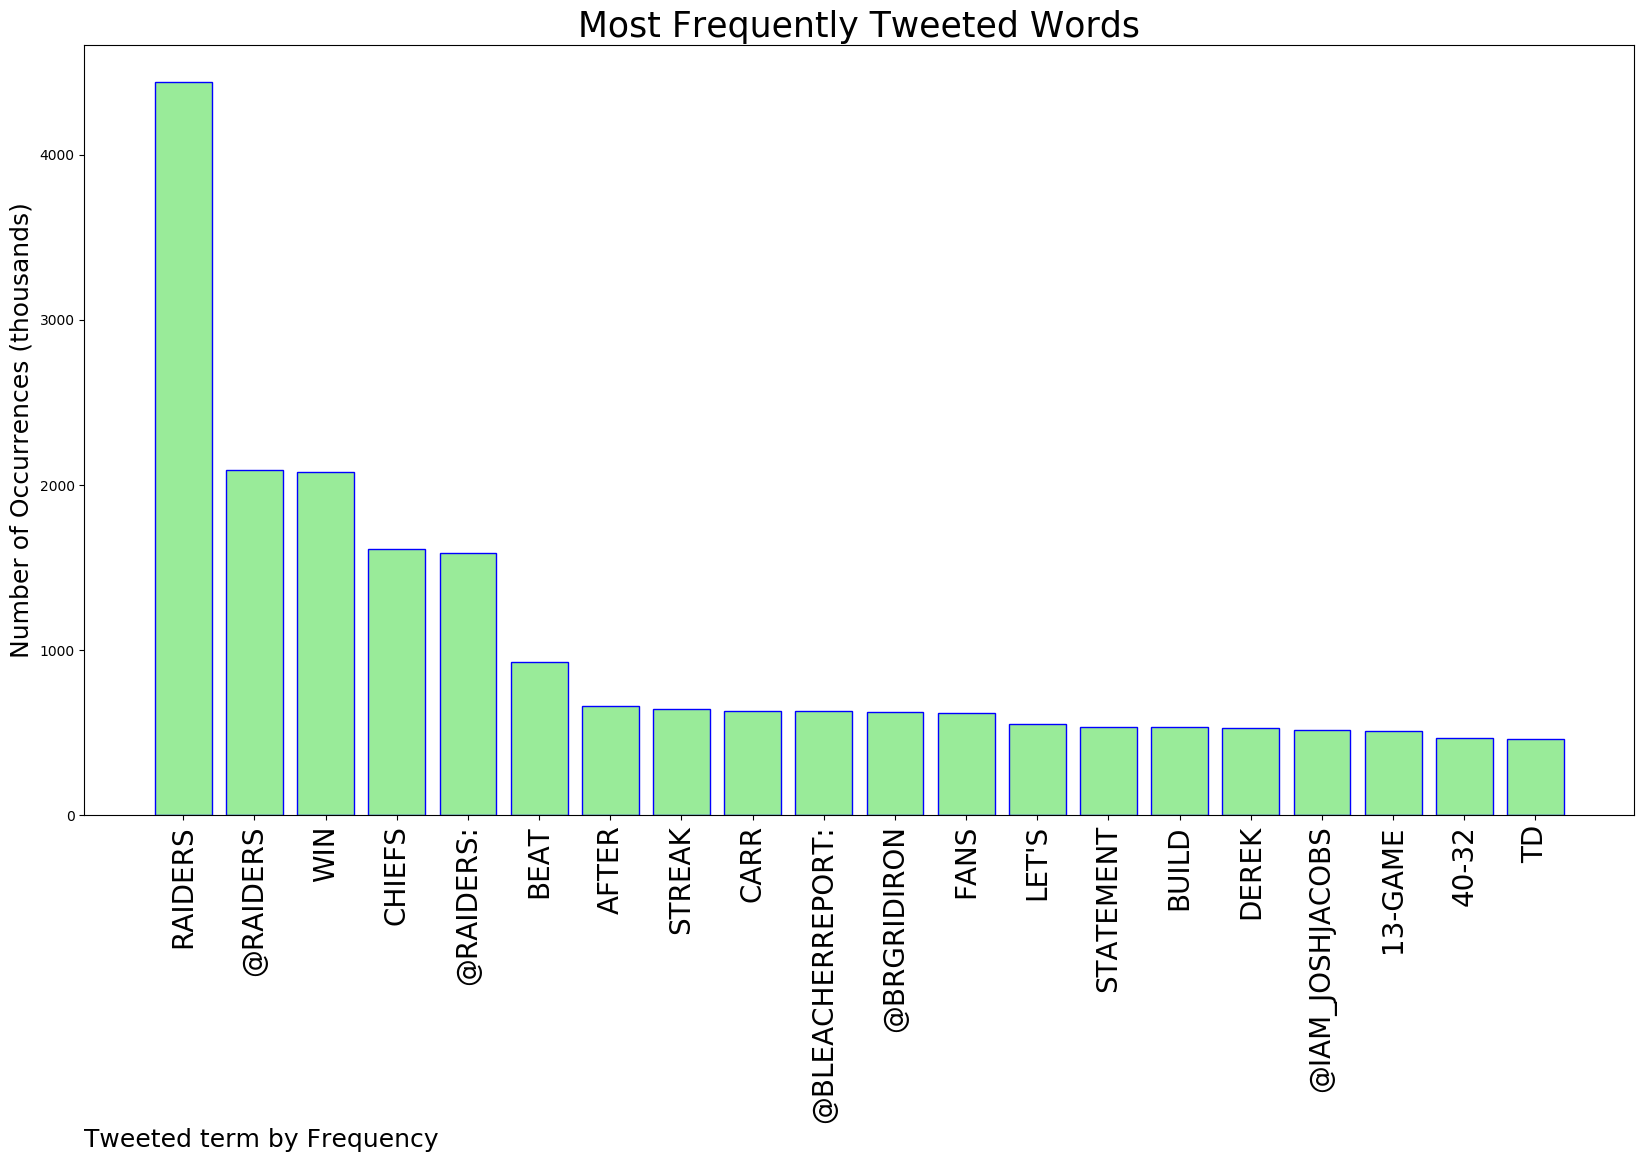 Most Frequently Tweeted Words
Number of Occurrences (thousands)
4000
3000
2000
1000
0
RAIDERS
@RAIDERS
WIN
CHIEFS
@RAIDERS:
BEAT
AFTER
STREAK
CARR
@BLEACHERREPORT:
@BRGRIDIRON
FANS
LET'S
STATEMENT
BUILD
DEREK
@IAM_JOSHJACOBS
13-GAME
40-32
TD
Tweeted term by Frequency